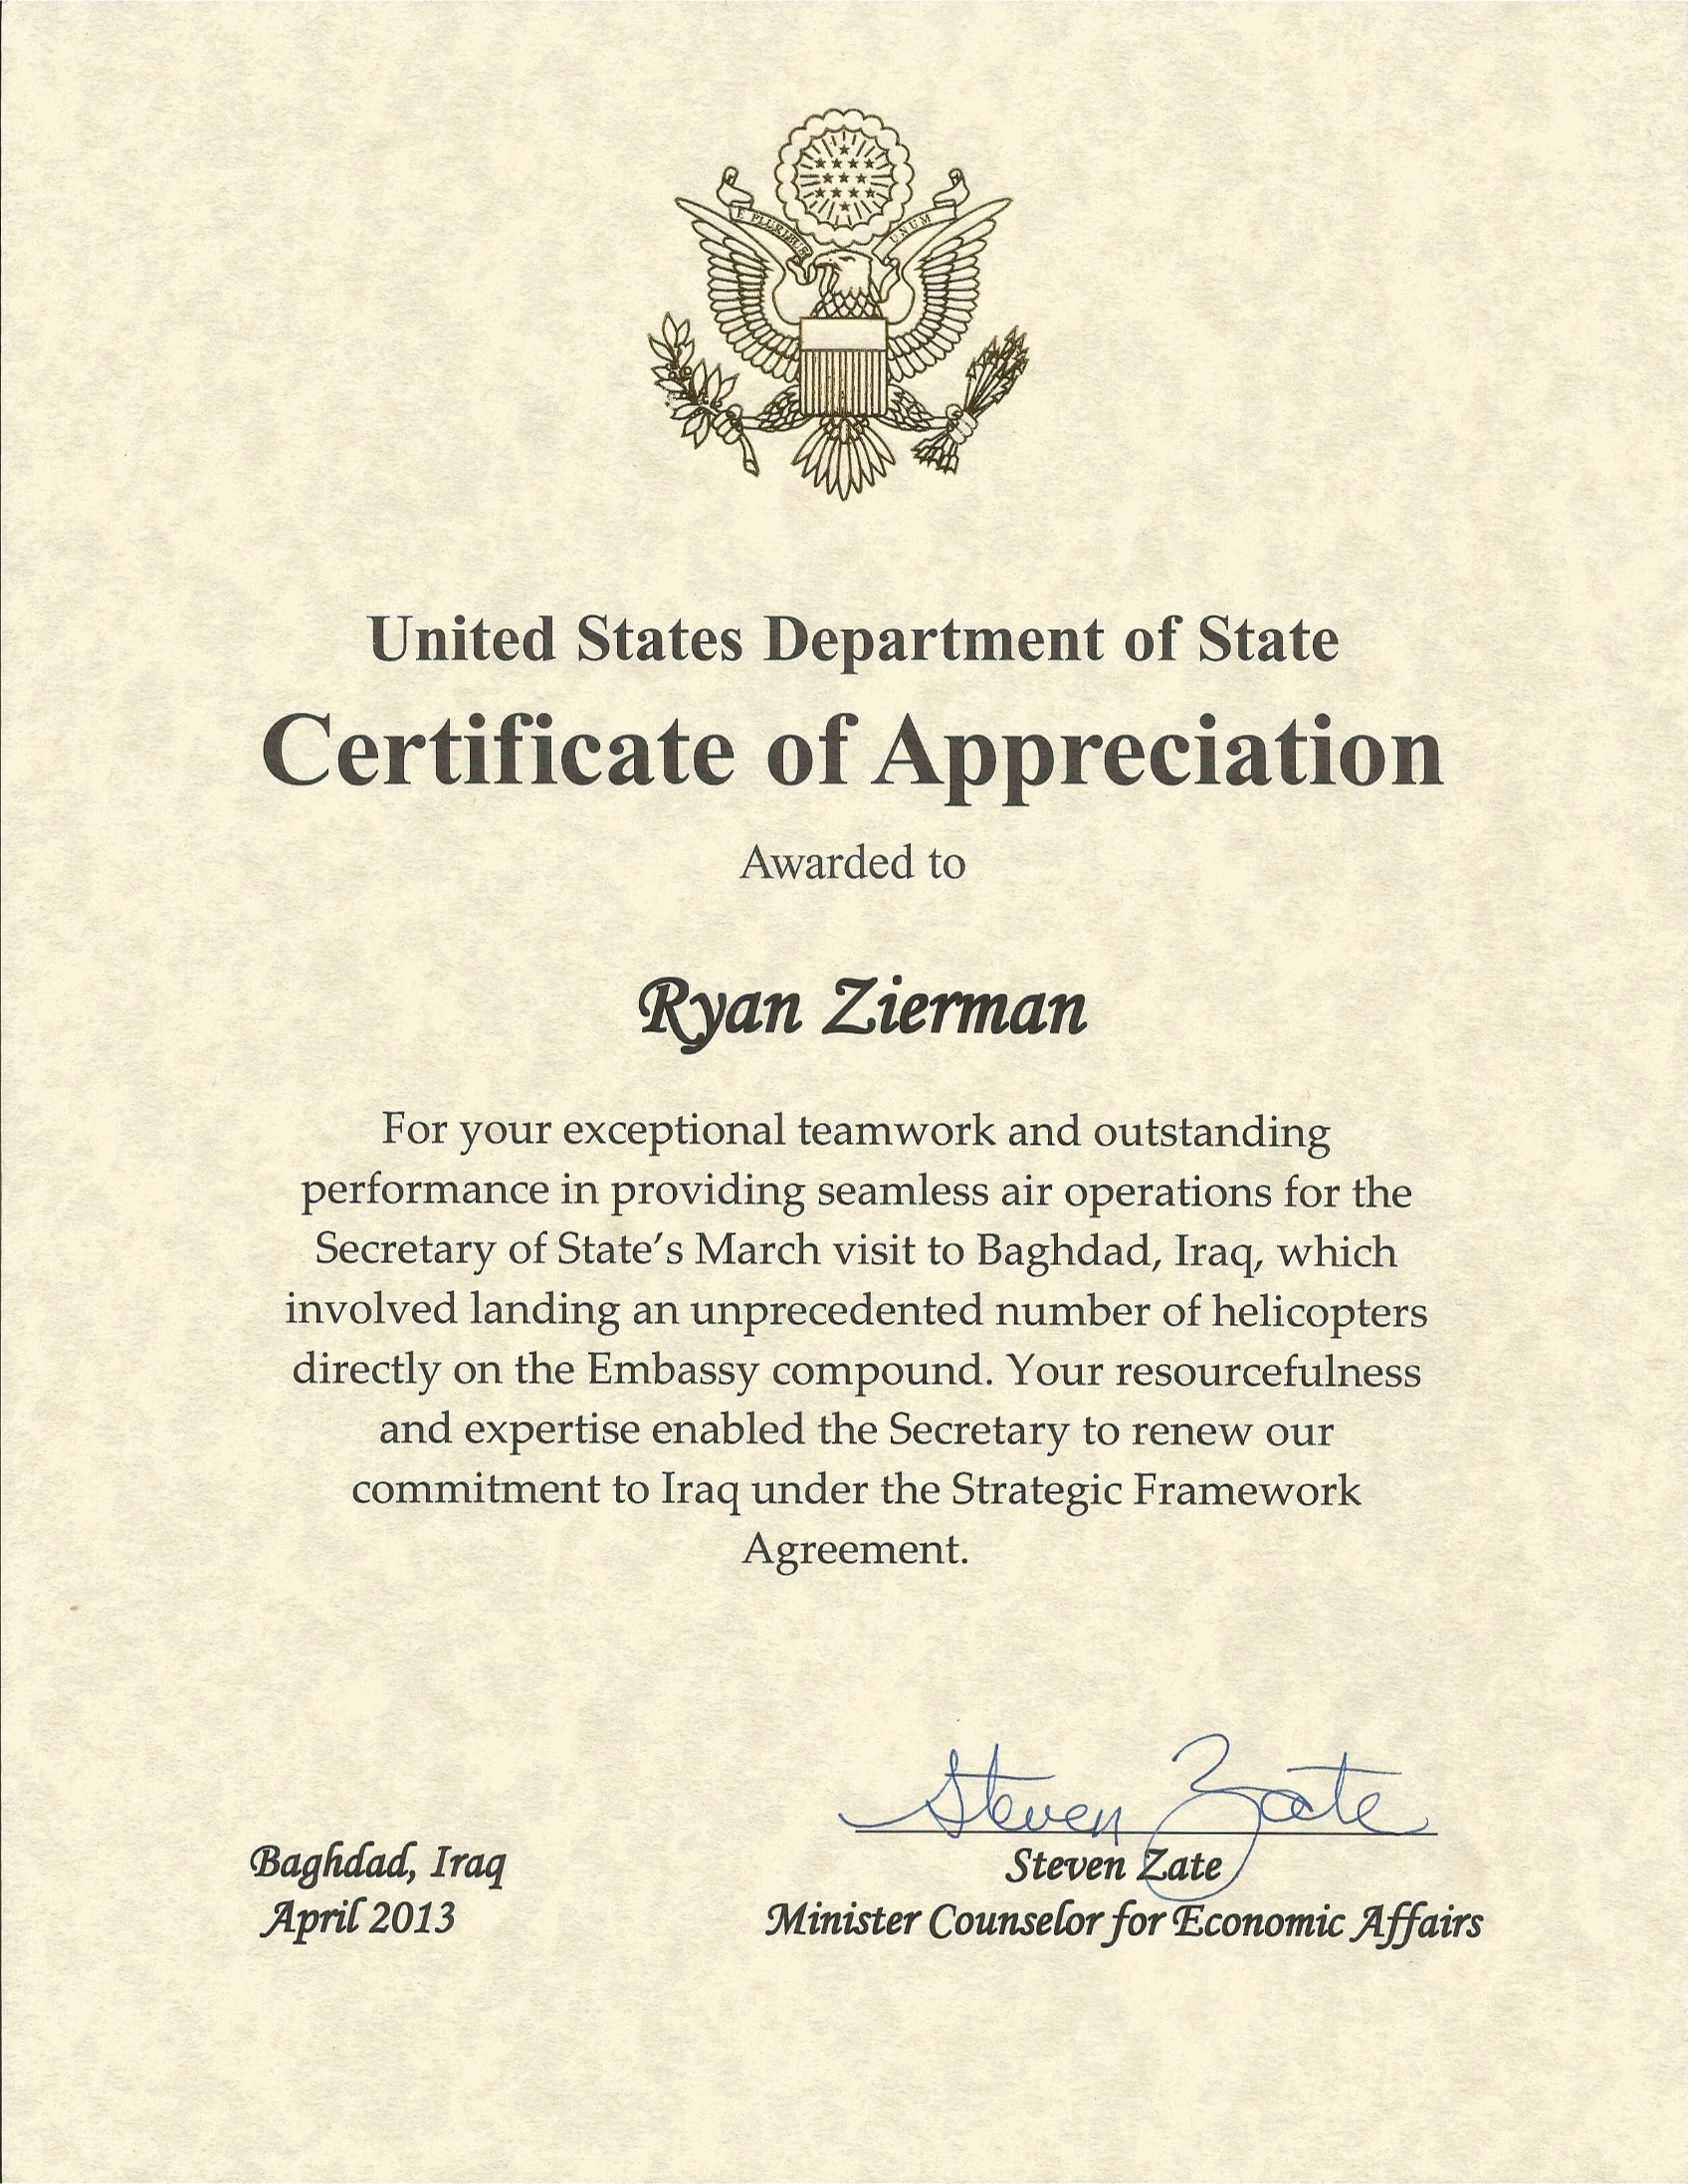 E PLURIBUS UNUM
United States Department of State
Certificate of Appreciation
Awarded to
Ryan Zierman
For your exceptional teamwork and outstanding
performance in providing seamless air operations for the
Secretary of State’s March visit to Baghdad, Iraq, which
involved landing an unprecedented number of helicopters
directly on the Embassy compound. Your resourcefulness
and expertise enabled the Secretary to renew our
commitment to Iraq under the Strategic Framework
Agreement.
Steven Zate
Baghdad, Iraq
April 2013
Steven Zate
Minister Counselor for Economic Affairs